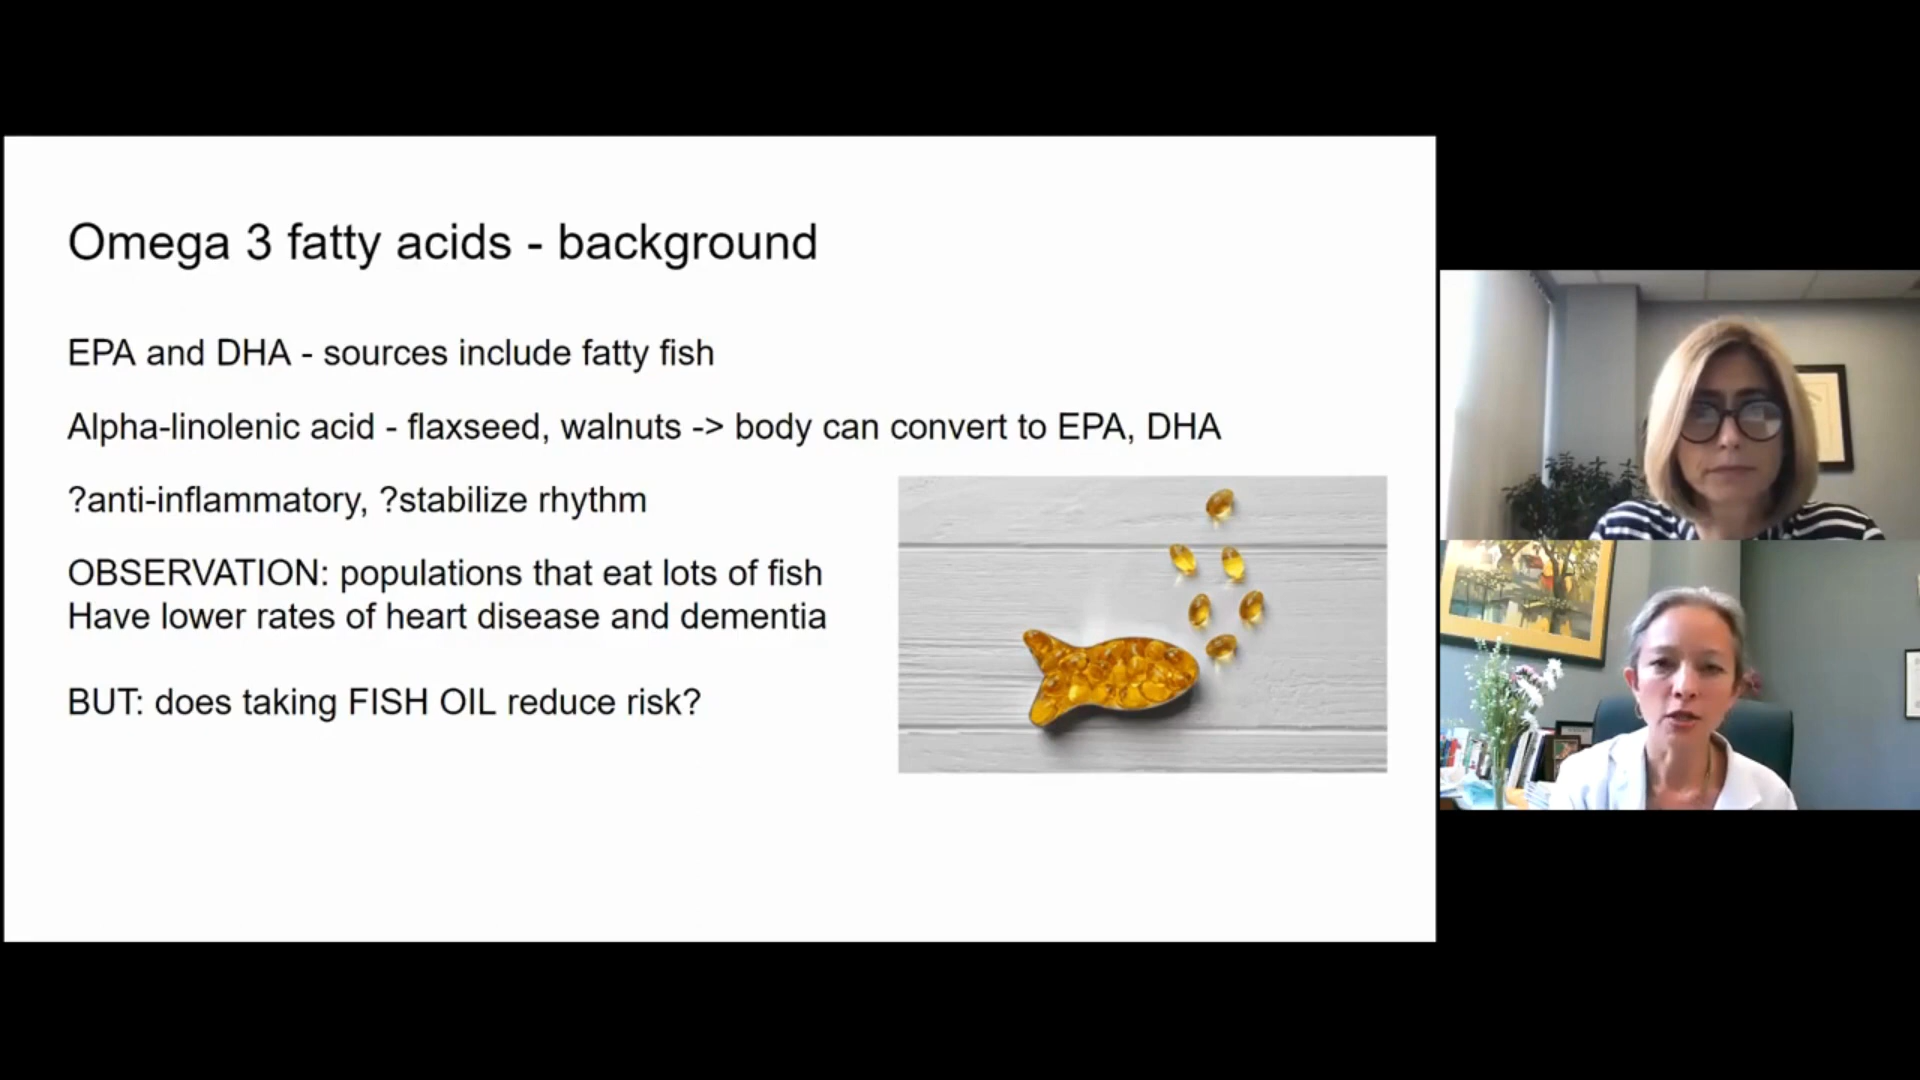 Omega 3 fatty acids - background
EPA and DHA - sources include fatty fish
Alpha-linolenic acid - flaxseed, walnuts -> body can convert to EPA, DHA
?anti-inflammatory, ?stabilize rhythm
OBSERVATION: populations that eat lots of fish
Have lower rates of heart disease and dementia
BUT: does taking FISH OIL reduce risk?